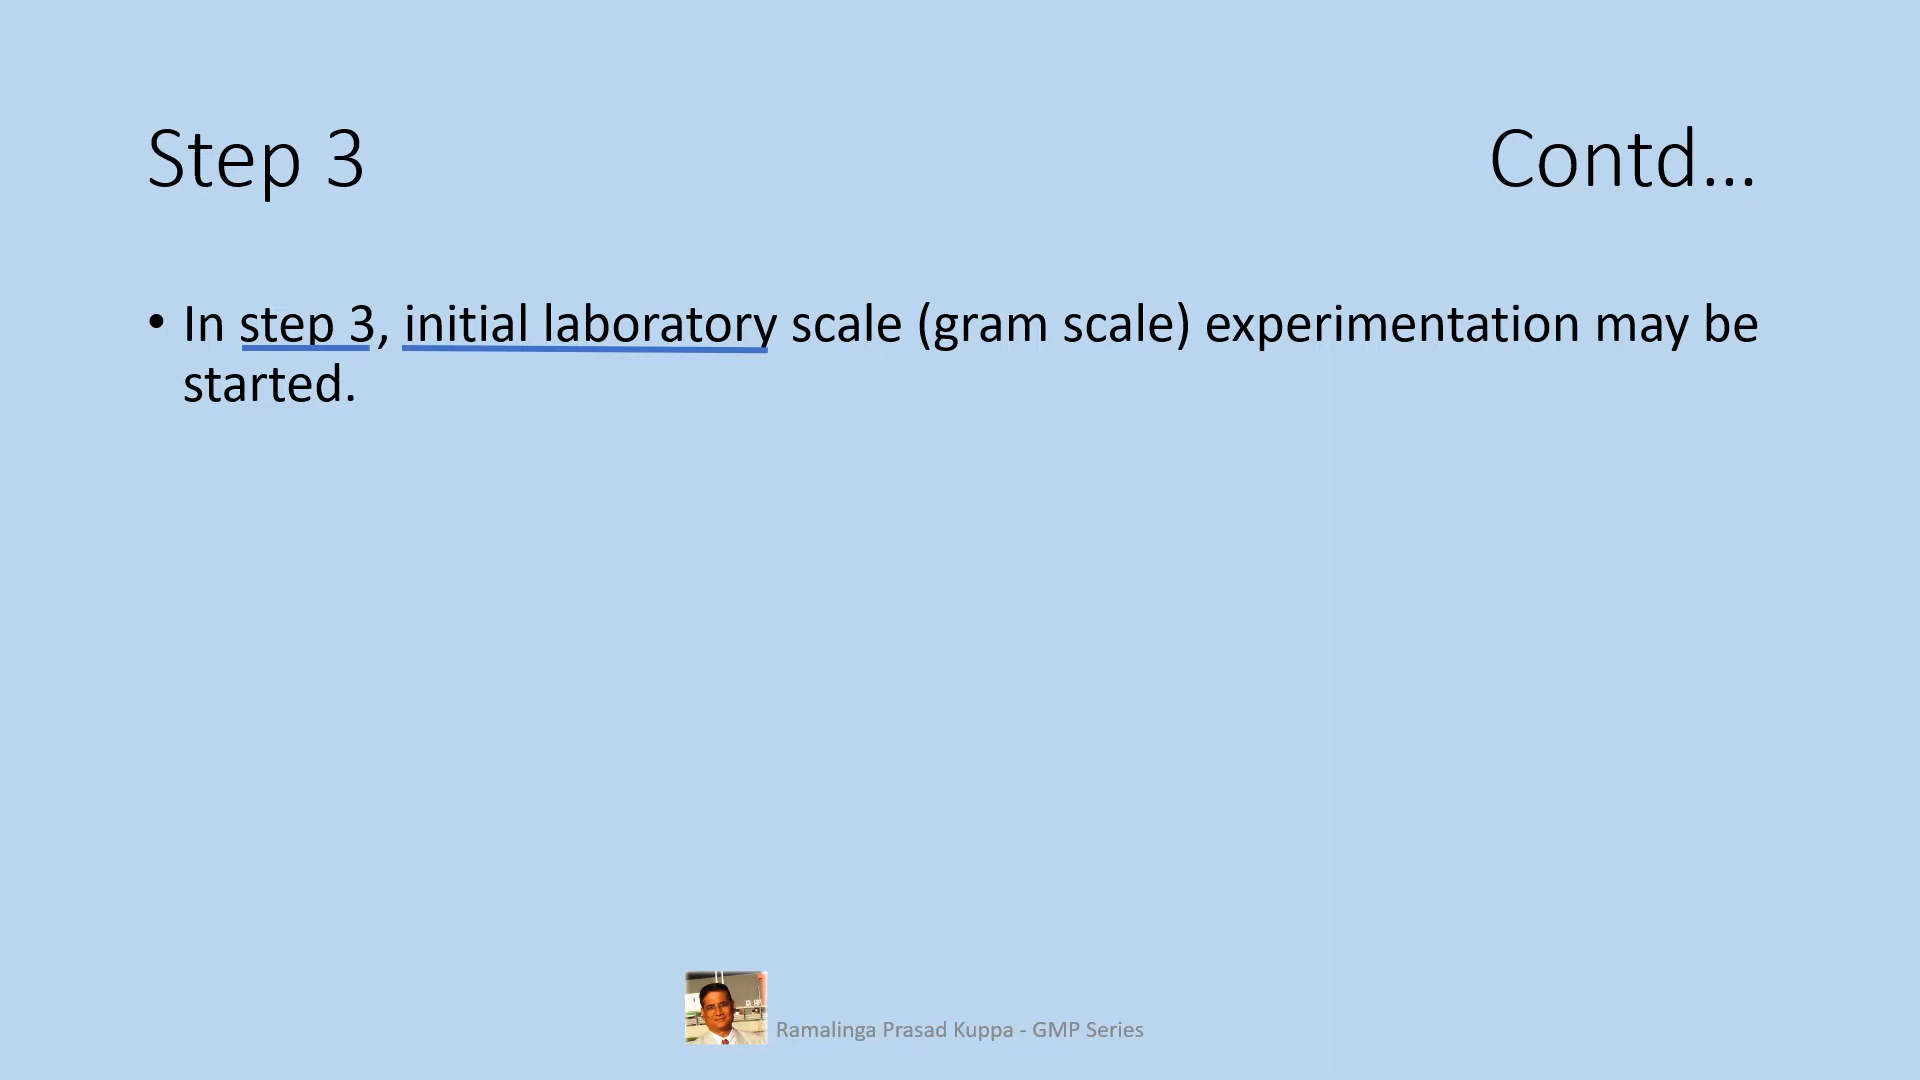 Step 3 Contd...
• In step 3, initial laboratory scale (gram scale) experimentation may be
started.
Ramalinga Prasad Kuppa - GMP Series